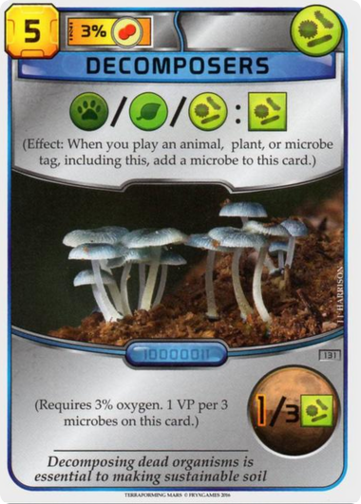 5
3%
DECOMPOSERS
(Effect: When you play an animal, plant, or microbe
tag, including this, add a microbe to this card.)
HARRISON
10000011
131
(Requires 3% oxygen. 1 VP per 3
microbes on this card.)
1/3
Decomposing dead organisms is
essential to making sustainable soil
TERRAFORMING MARS © FRYXGAMES 2016